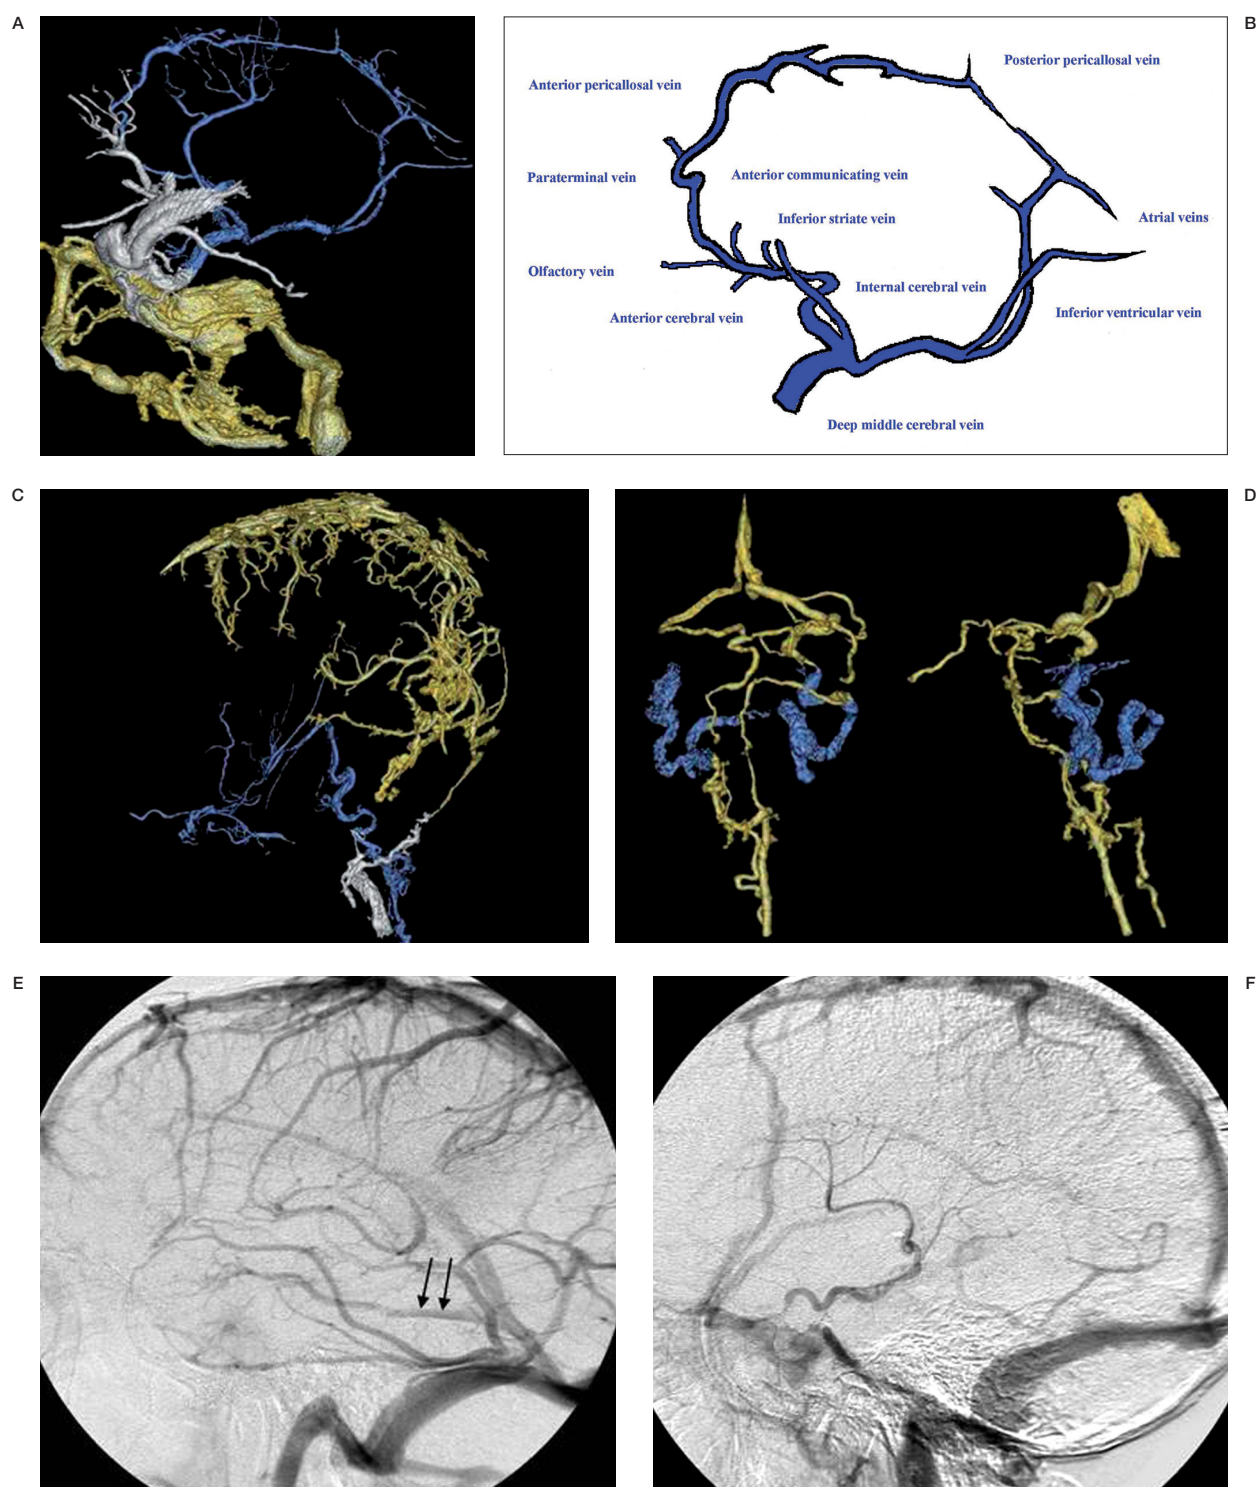 A
B
Posterior pericallosal vein
Anterior pericallosal vein
Paraterminal vein
Anterior communicating vein
Inferior striate vein
Atrial veins
Olfactory vein
Internal cerebral vein
Anterior cerebral vein
Inferior ventricular vein
Deep middle cerebral vein
C
D
E
F